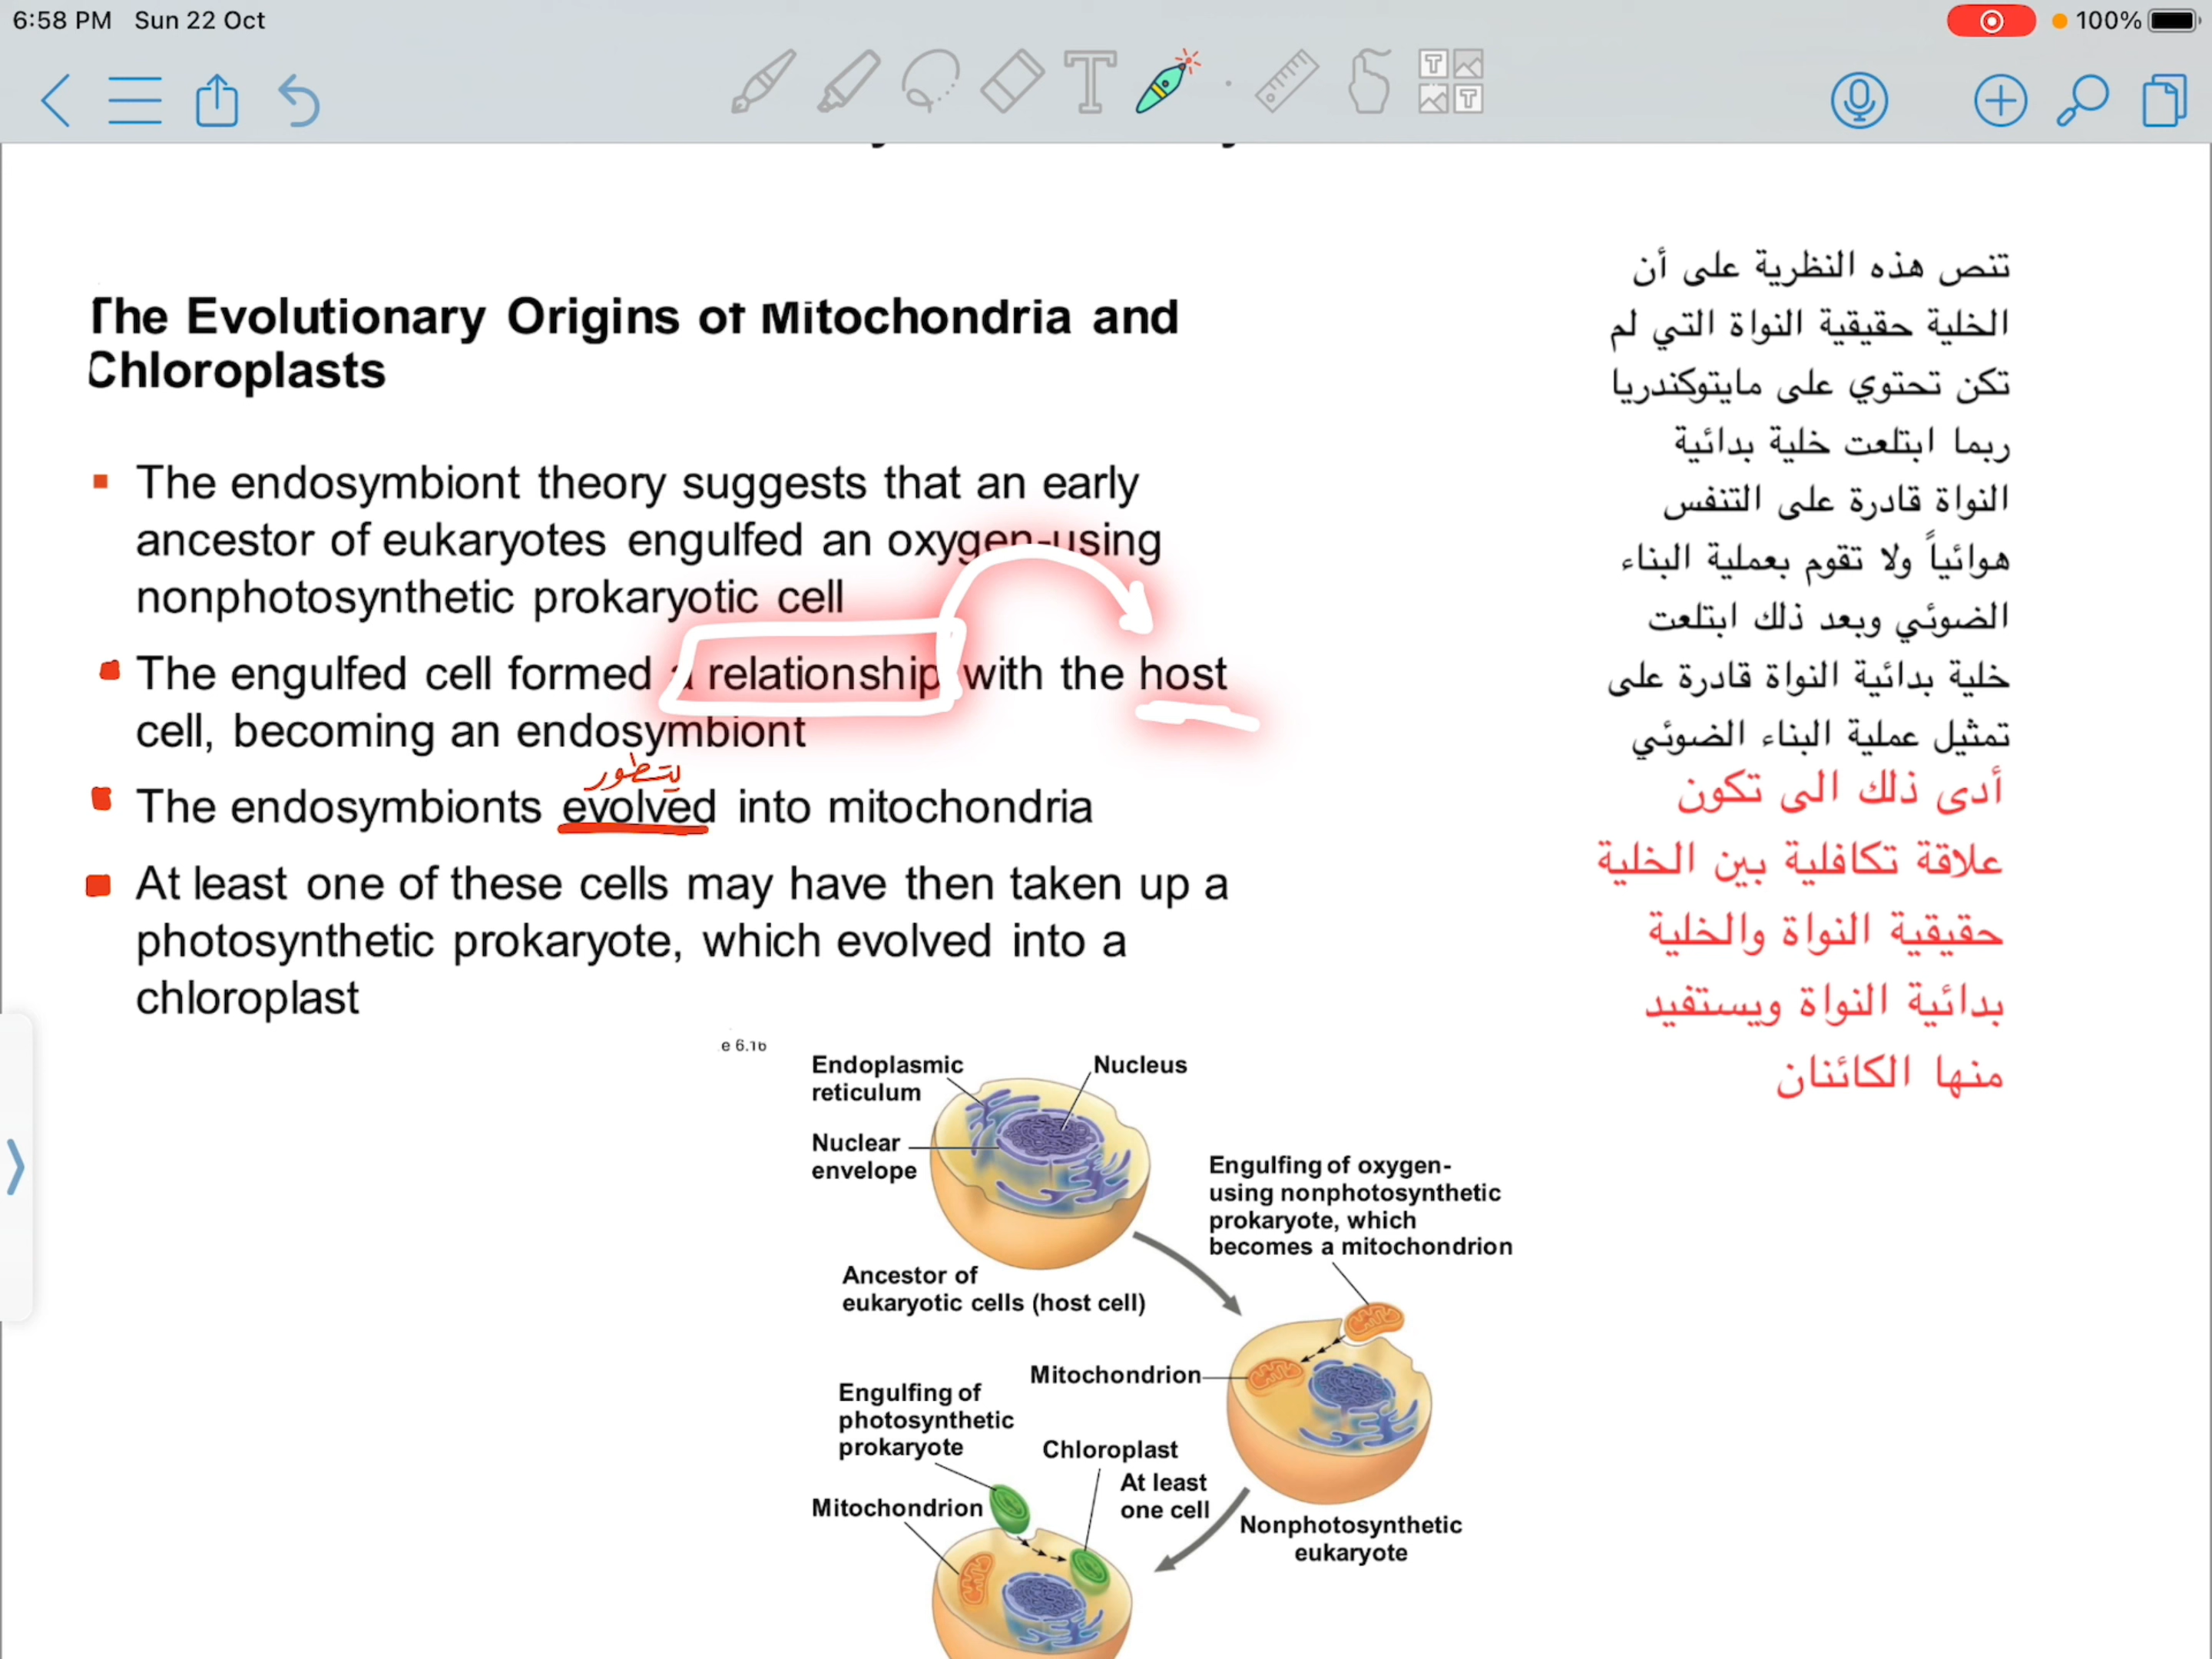 6:58 PM Sun 22 Oct
100%
The Evolutionary Origins of Mitochondria and
Chloroplasts
The endosymbiont theory suggests that an early
ancestor of eukaryotes engulfed an oxygen-using
nonphotosynthetic prokaryotic cell
The engulfed cell formed a relationship with the host
cell, becoming an endosymbiont
يتطور
The endosymbionts evolved into mitochondria
At least one of these cells may have then taken up a
photosynthetic prokaryote, which evolved into a
chloroplast
تنص هذه النظرية على أن
الخلية حقيقية النواة التي لم
تكن تحتوي على مايتوكندريا
ربما ابتلعت خلية بدائية
النواة قادرة على التنفس
هوائياً ولا تقوم بعملية البناء
الضوئي وبعد ذلك ابتلعت
خلية بدائية النواة قادرة على
تمثيل عملية البناء الضوئي
أدى ذلك الى تكون
علاقة تكافلية بين الخلية
حقيقية النواة والخلية
بدائية النواة ويستفيد
منها الكائنان
e 6.16
Endoplasmic
reticulum
Nucleus
Nuclear
envelope
Engulfing of oxygen-
using nonphotosynthetic
prokaryote, which
becomes a mitochondrion
Ancestor of
eukaryotic cells (host cell)
Mitochondrion
Engulfing of
photosynthetic
prokaryote
Chloroplast
At least
one cell
Mitochondrion
Nonphotosynthetic
eukaryote